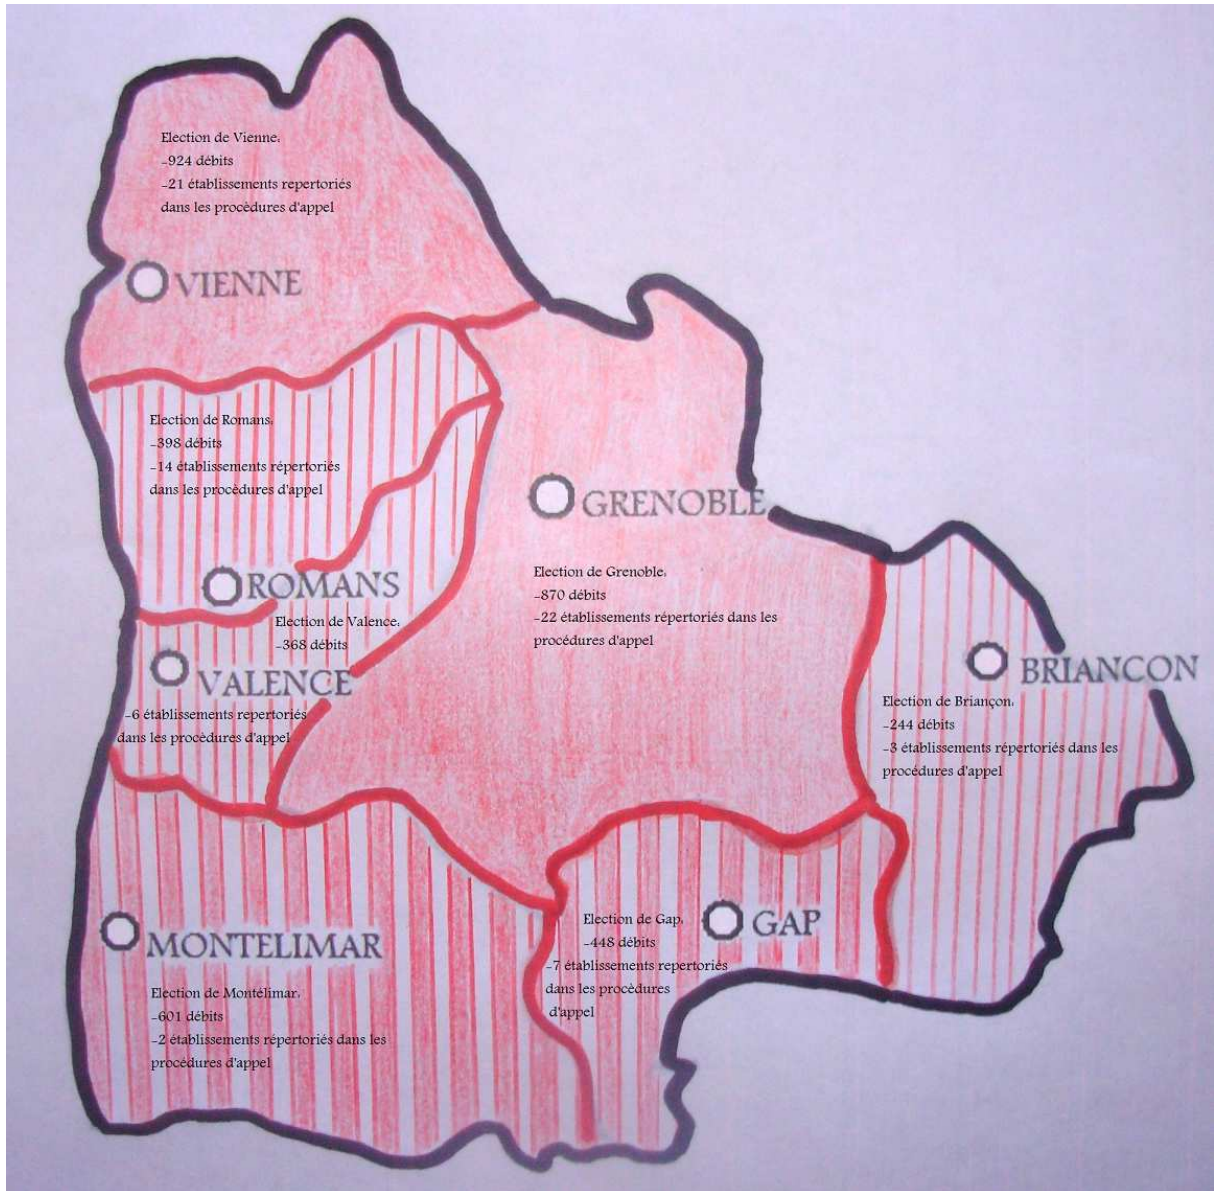 Election de Vienne:
-924 débits
-21 établissements repertoriés
dans les procèdures d'appel
VIENNE
Election de Romans:
-398 débits
-14 établissements répertoriés
dans les procèdures d'appel
ROMANS
GRENOBLE
Election de Grenoble:
-870 débits
-22 établissements répertoriés dans les
procédures d'appel
Election de Valence:
-368 débits
VALENCE
-6 établissements repertoriés
dans les procèdures d'appel
BRIANCON
Election de Briançon:
-244 débits
-3 établissements répertoriés dans les
procédures d'appel
MONTELIMAR
Election de Montélimar:
-601 débits
-2 établissements répertoriés dans les
procédures d'appel
GAP
Election de Gap:
-448 débits
-7 établissements repertoriés
dans les procèdures
d'appel